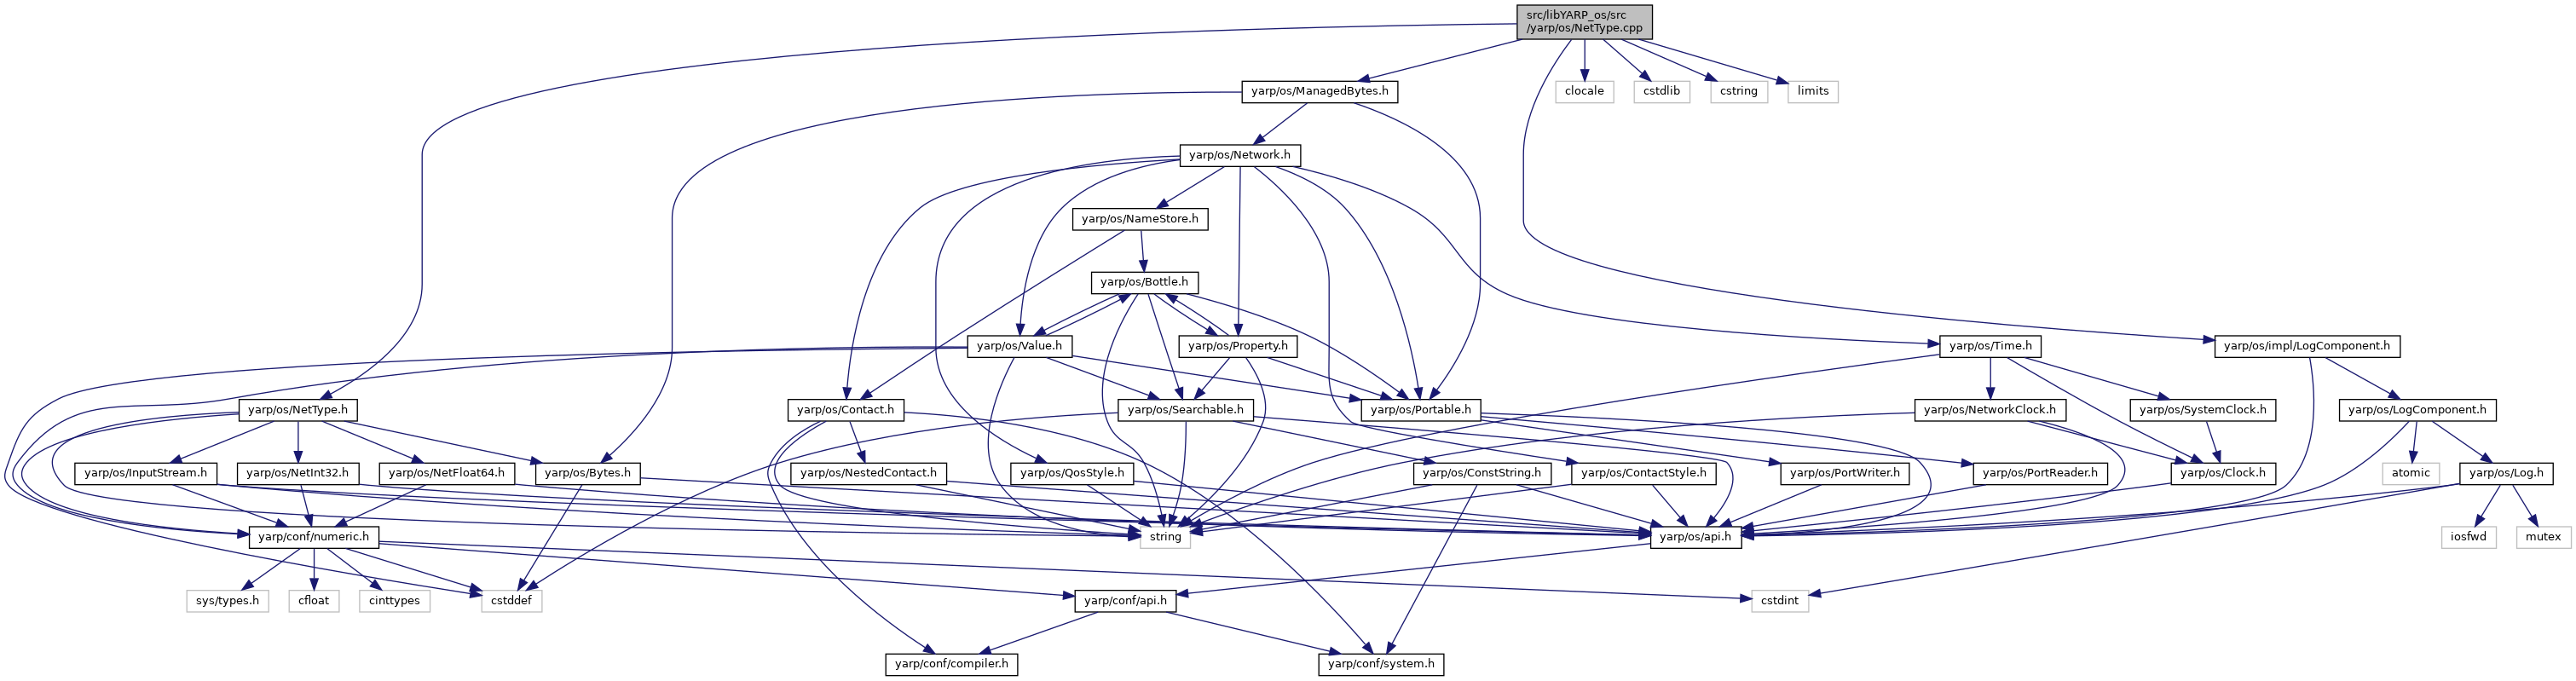 src/libYARP_os/src
/yarp/os/NetType.cpp
yarp/os/ManagedBytes.h
clocale
cstdlib
cstring
limits
yarp/os/Network.h
yarp/os/NameStore.h
yarp/os/Bottle.h
yarp/os/Value.h
yarp/os/Property.h
yarp/os/Time.h
yarp/os/impl/LogComponent.h
yarp/os/NetType.h
yarp/os/Contact.h
yarp/os/Searchable.h
yarp/os/Portable.h
yarp/os/NetworkClock.h
yarp/os/SystemClock.h
yarp/os/LogComponent.h
yarp/os/InputStream.h
yarp/os/NetInt32.h
yarp/os/NetFloat64.h
yarp/os/Bytes.h
yarp/os/NestedContact.h
yarp/os/QosStyle.h
yarp/os/ConstString.h
yarp/os/ContactStyle.h
yarp/os/PortWriter.h
yarp/os/PortReader.h
yarp/os/Clock.h
atomic
yarp/os/Log.h
yarp/conf/numeric.h
string
yarp/os/api.h
iosfwd
mutex
sys/types.h
cfloat
cinttypes
cstddef
yarp/conf/api.h
cstdint
yarp/conf/compiler.h
yarp/conf/system.h